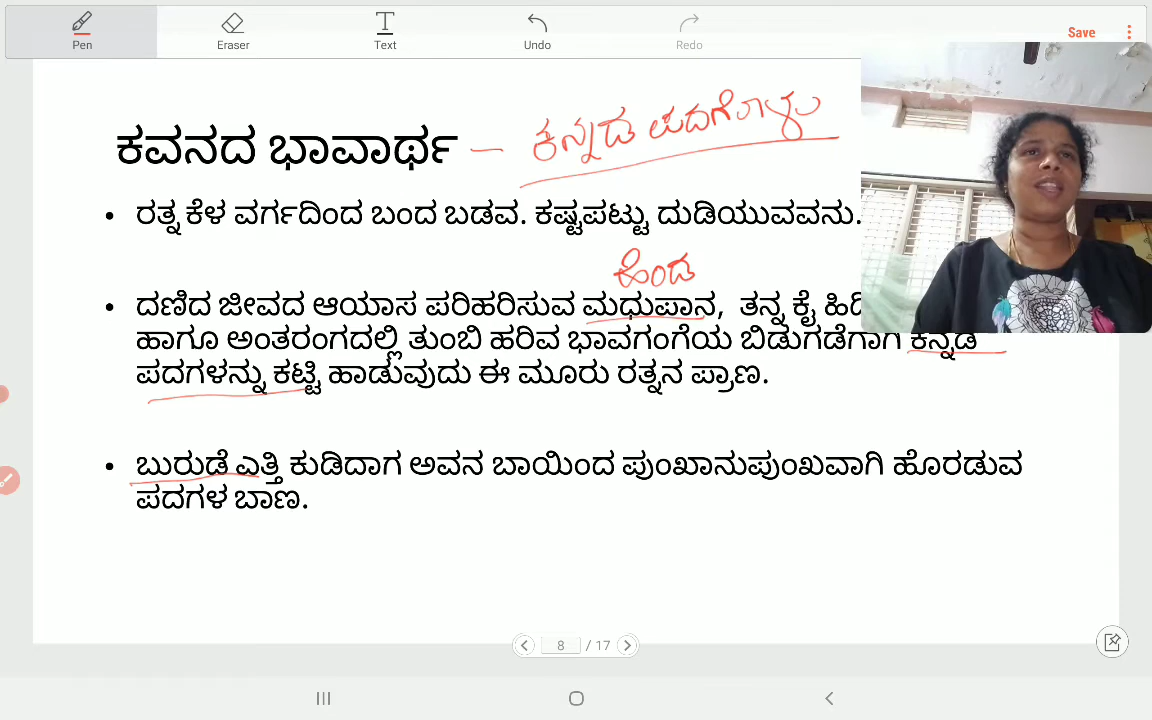 Pen Eraser Text Undo Redo Save
ಕವನದ ಭಾವಾರ್ಥ – ಕನ್ನಡ ಪದಗೊಳು
• ರತ್ನ ಕೆಳ ವರ್ಗದಿಂದ ಬಂದ ಬಡವ. ಕಷ್ಟಪಟ್ಟು ದುಡಿಯುವವನು.
ಹೆಂಡ
• ದಣಿದ ಜೀವದ ಆಯಾಸ ಪರಿಹರಿಸುವ ಮಧುಪಾನ, ತನ್ನ ಕೈ
ಹಾಗೂ ಅಂತರಂಗದಲ್ಲಿ ತುಂಬಿ ಹರಿವ ಭಾವಗಂಗೆಯ ಬಿಡುಗಡೆಗಾಗಿ ಕನ್ನಡ
ಪದಗಳನ್ನು ಕಟ್ಟಿ ಹಾಡುವುದು ಈ ಮೂರು ರತ್ನನ ಪ್ರಾಣ.
• ಬುರುಡೆ ಎತ್ತಿ ಕುಡಿದಾಗ ಅವನ ಬಾಯಿಂದ ಪುಂಖಾನುಪುಂಖವಾಗಿ ಹೊರಡುವ
ಪದಗಳ ಬಾಣ.
8 / 17